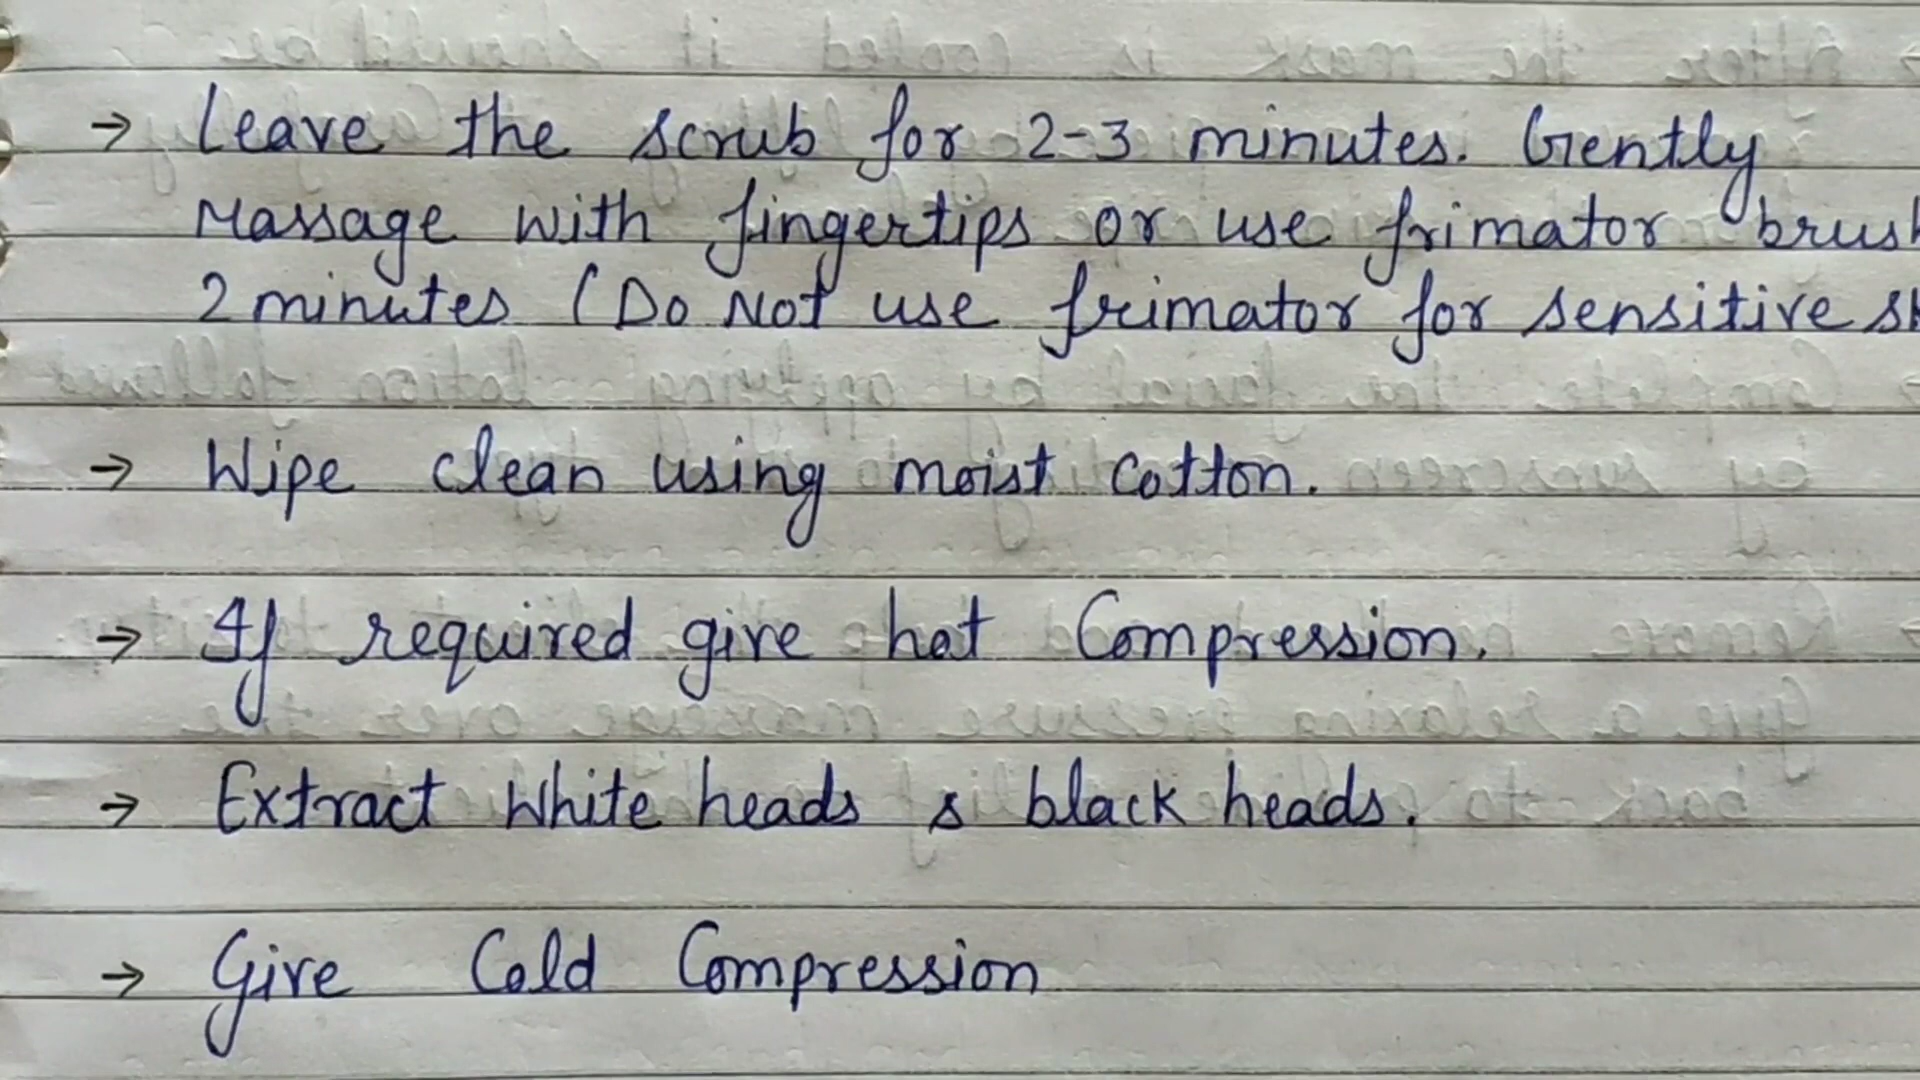 → Leave the scrub for 2-3 minutes. Gently
Massage with fingertips or use frimator brush
2 minutes (Do Not use frimator for sensitive sk
→ Wipe clean using moist cotton.
→ If required give hot Compression.
→ Extract White heads & black heads.
→ Give Cold Compression